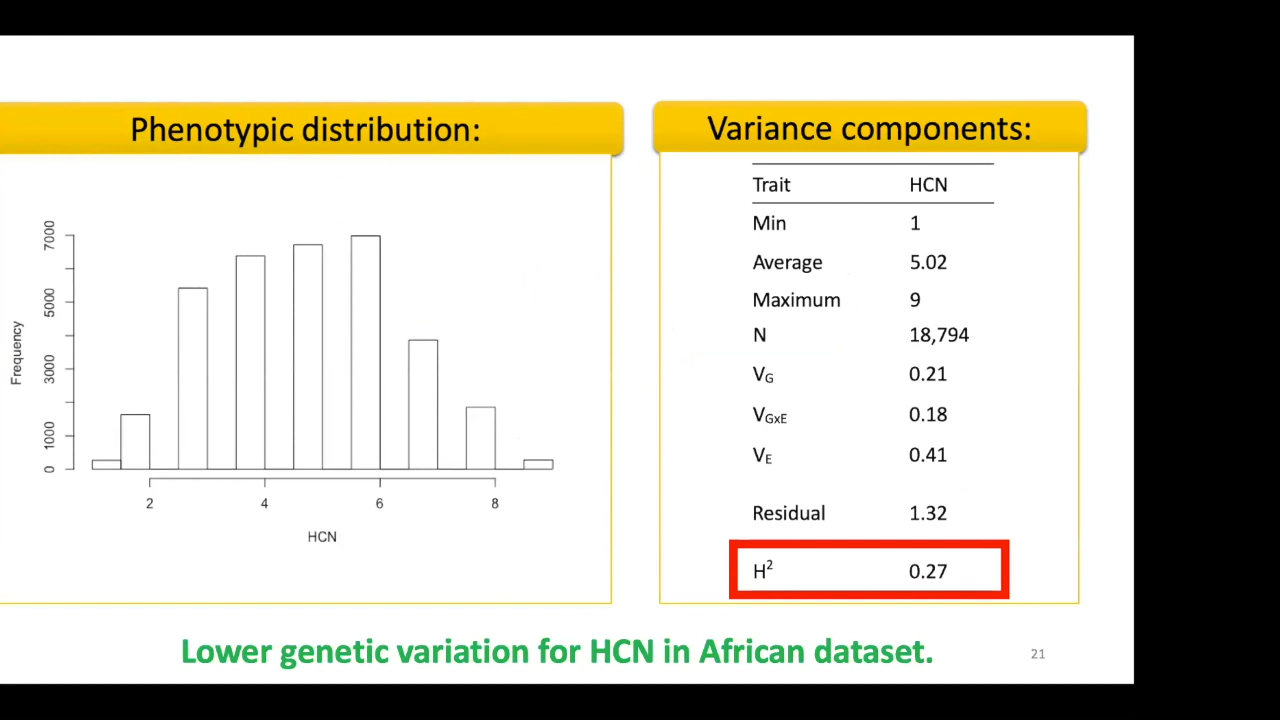 Phenotypic distribution:
7000
5000
3000
1000
0
Frequency
2 4 6 8
HCN
Variance components:
Trait HCN
Min 1
Average 5.02
Maximum 9
N 18,794
V_G 0.21
V_GxE 0.18
V_E 0.41
Residual 1.32
H² 0.27
Lower genetic variation for HCN in African dataset.
21